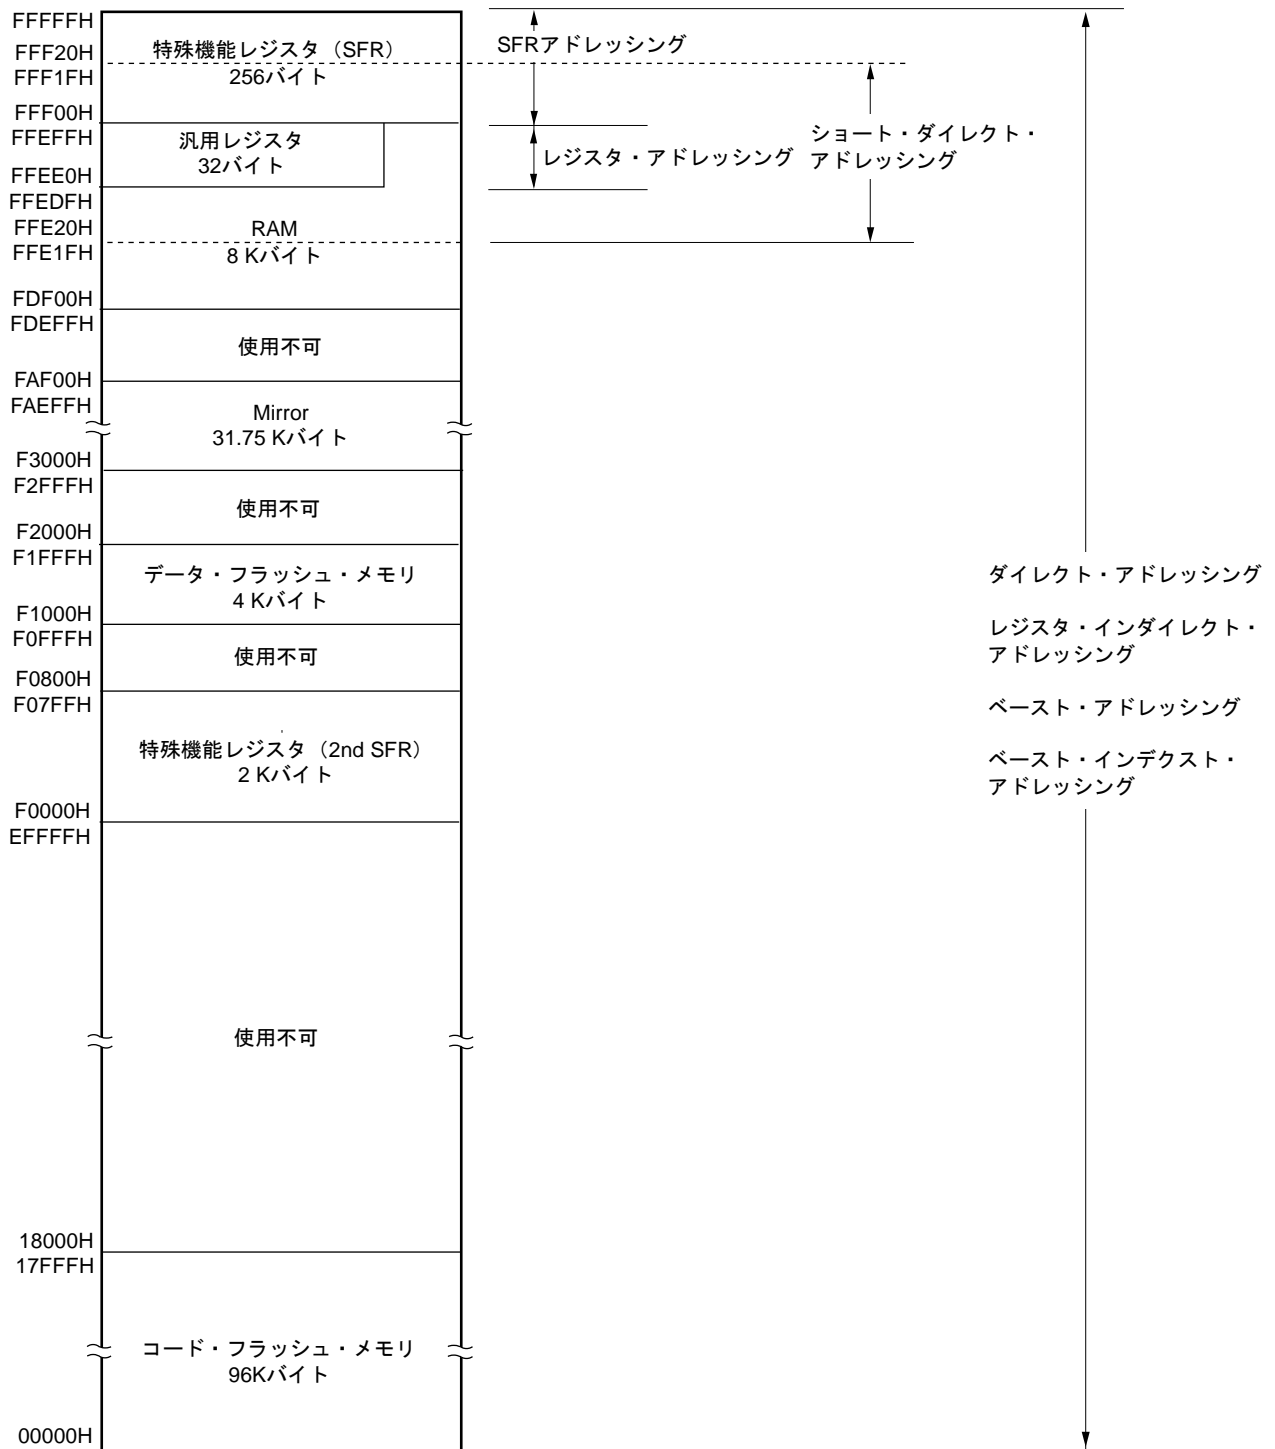 FFFFFH
FFF20H
FFF1FH
FFF00H
FFEFFH
FFEE0H
FFEDFH
FFE20H
FFE1FH
FDF00H
FDEFFH
FAF00H
FAEFFH
F3000H
F2FFFH
F2000H
F1FFFH
F1000H
F0FFFH
F0800H
F07FFH
F0000H
EFFFFH
18000H
17FFFH
00000H
特殊機能レジスタ（SFR）
256バイト
汎用レジスタ
32バイト
RAM
8 Kバイト
使用不可
Mirror
31.75 Kバイト
使用不可
データ・フラッシュ・メモリ
4 Kバイト
使用不可
特殊機能レジスタ（2nd SFR）
2 Kバイト
使用不可
コード・フラッシュ・メモリ
96Kバイト
SFRアドレッシング
レジスタ・アドレッシング
ショート・ダイレクト・
アドレッシング
ダイレクト・アドレッシング
レジスタ・インダイレクト・
アドレッシング
ベースト・アドレッシング
ベースト・インデクスト・
アドレッシング